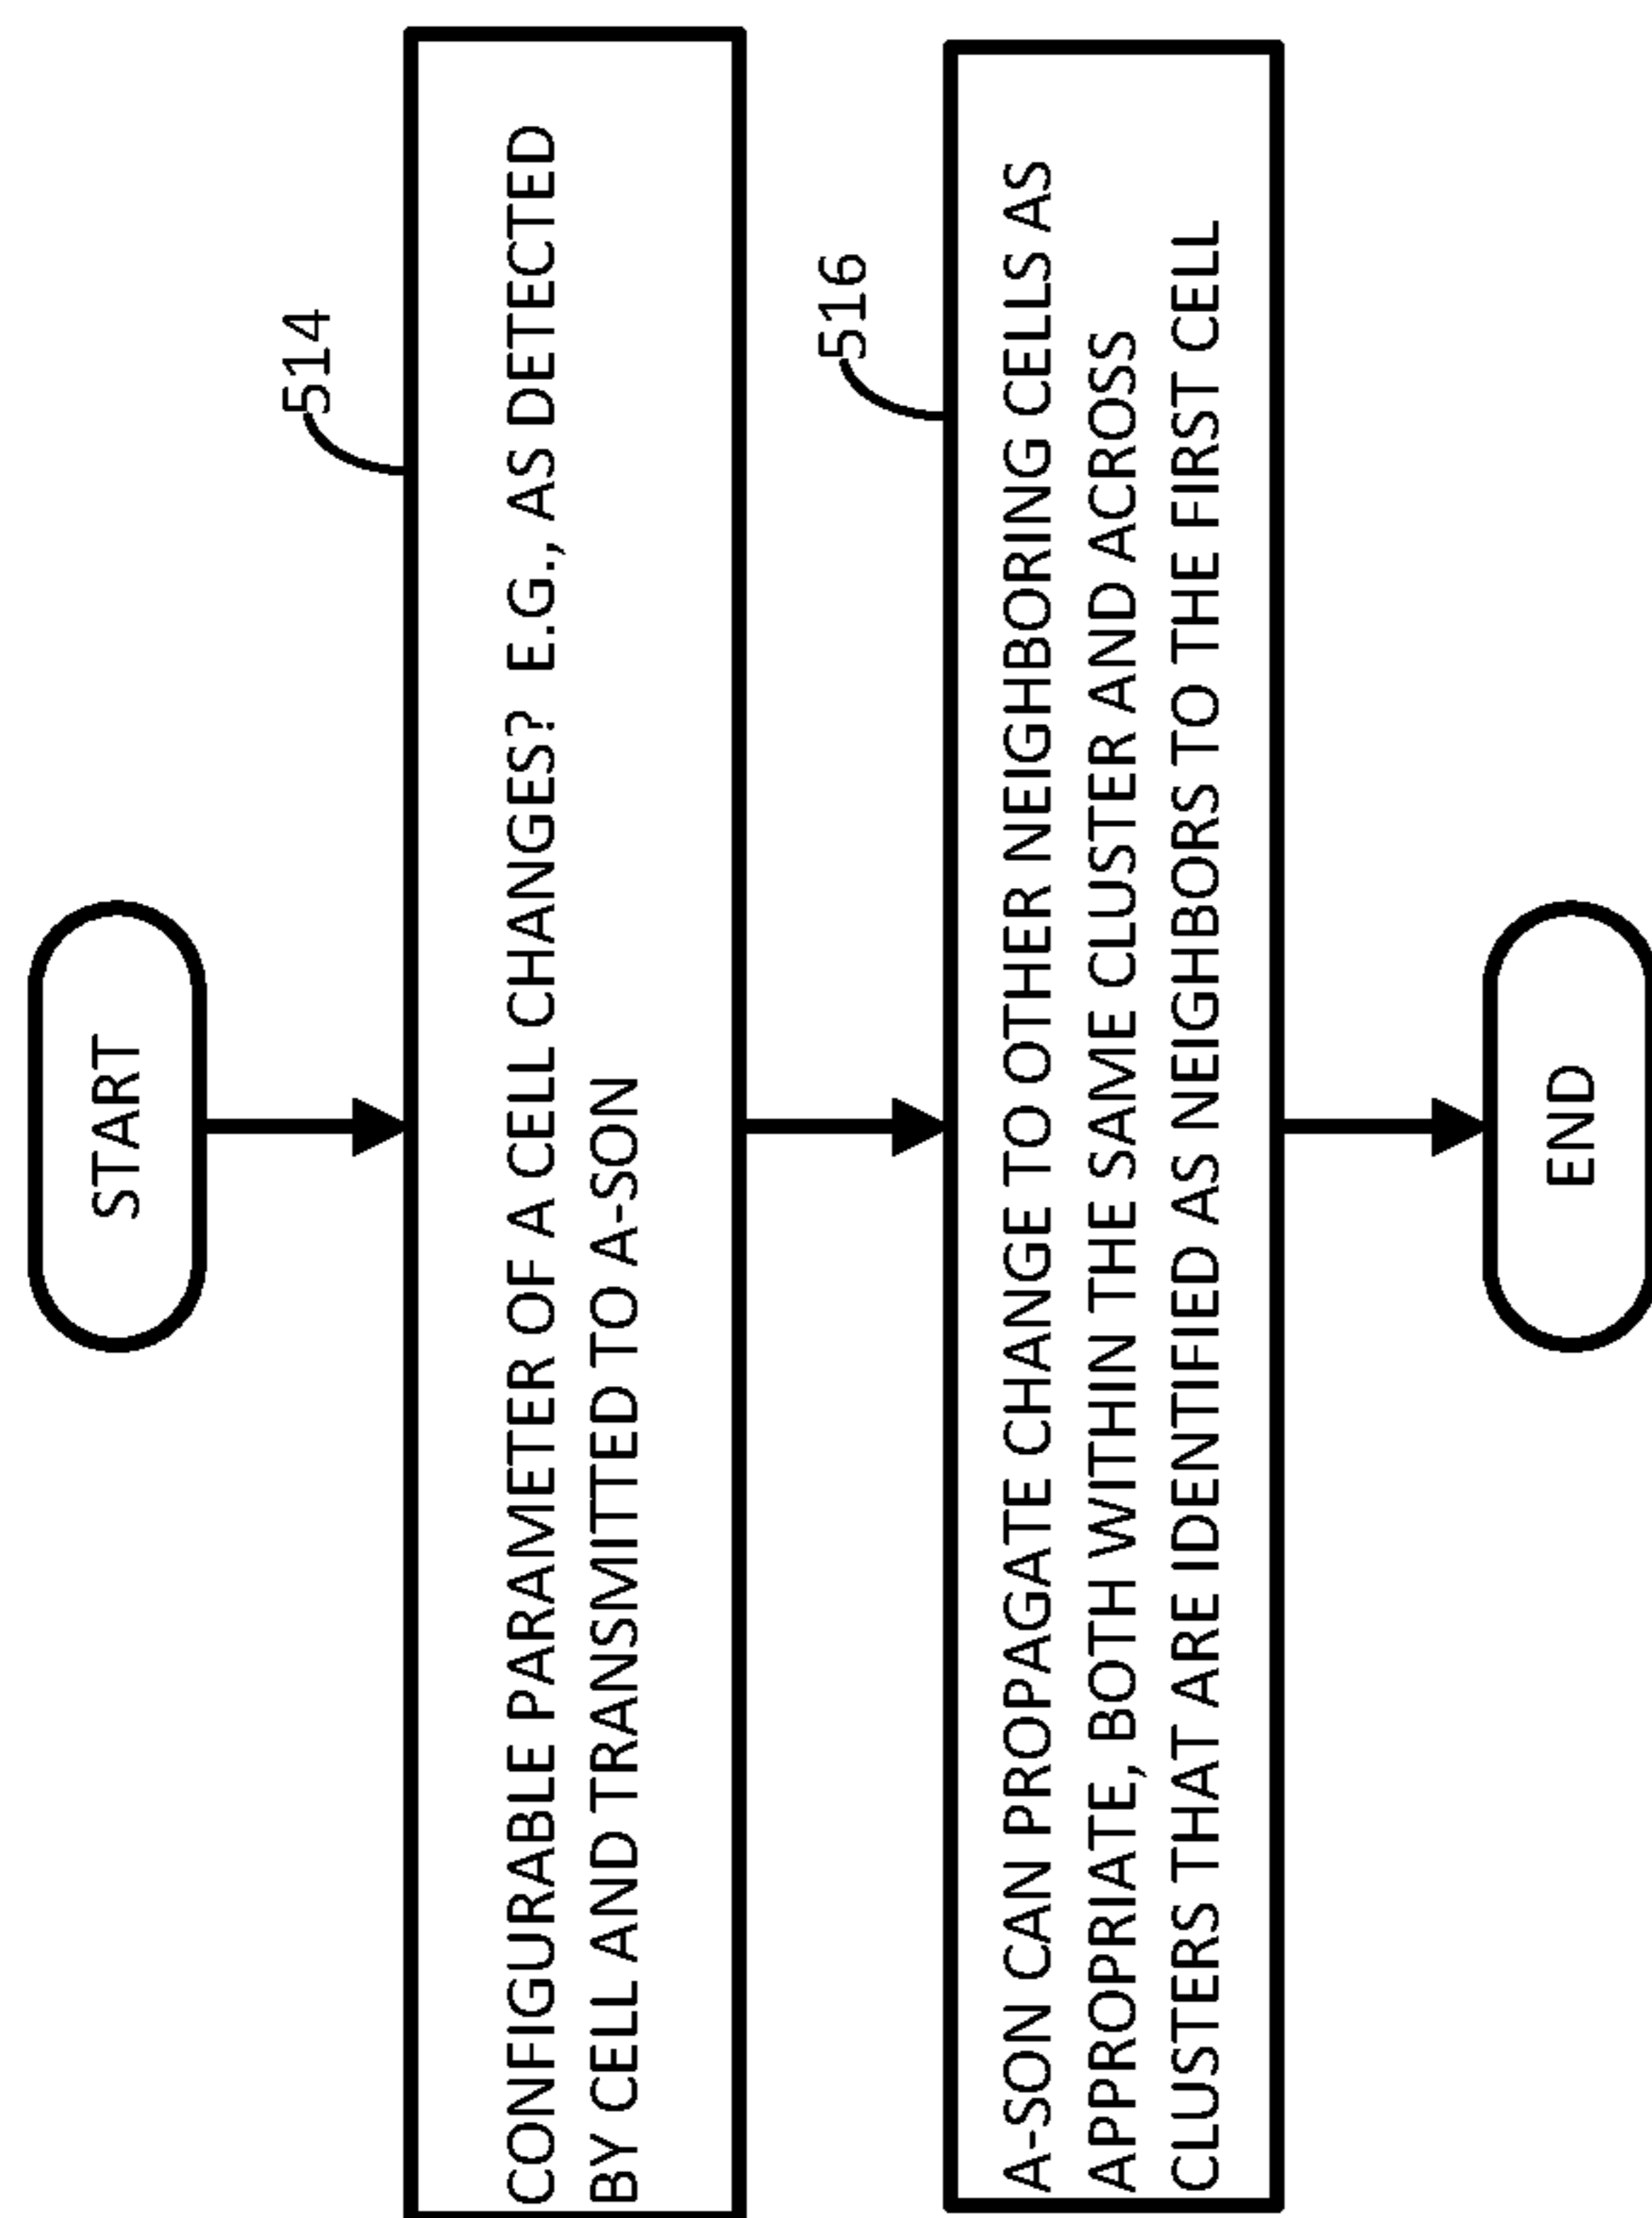 START
514
CONFIGURABLE PARAMETER OF A CELL CHANGES? E.G., AS DETECTED
BY CELL AND TRANSMITTED TO A-SON
516
A-SON CAN PROPAGATE CHANGE TO OTHER NEIGHBORING CELLS AS
APPROPRIATE, BOTH WITHIN THE SAME CLUSTER AND ACROSS
CLUSTERS THAT ARE IDENTIFIED AS NEIGHBORS TO THE FIRST CELL
END